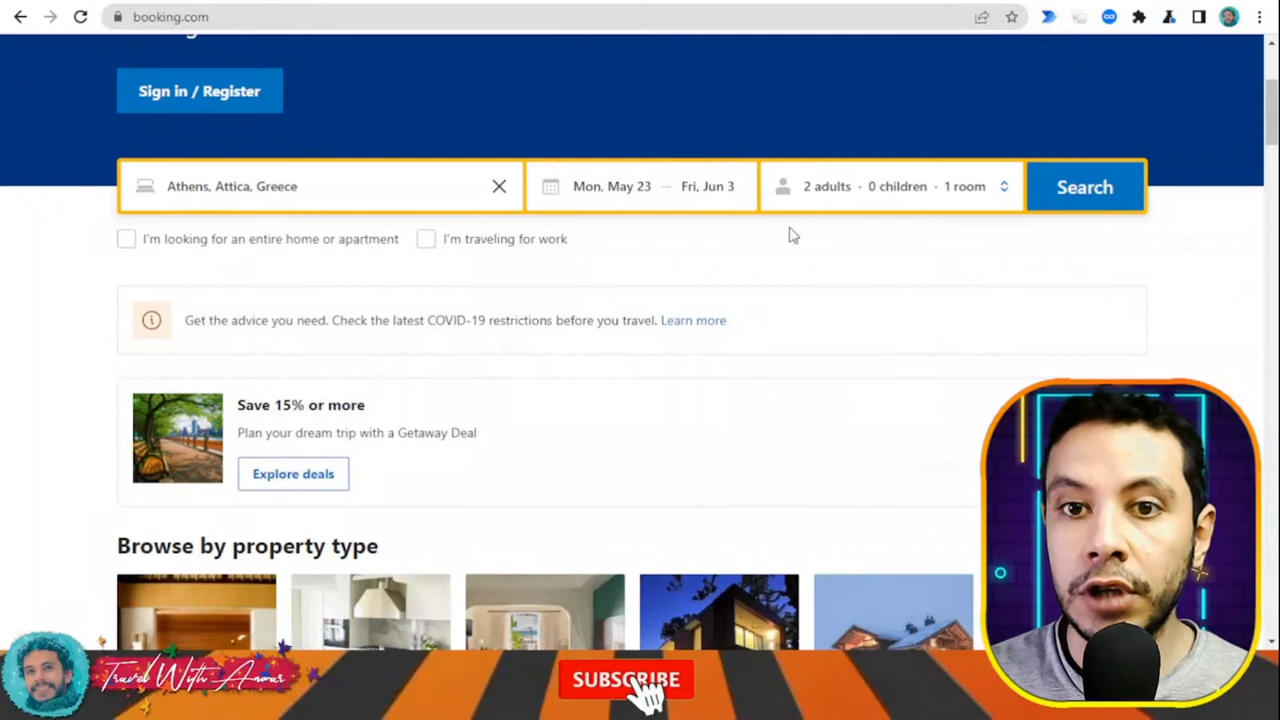 booking.com
Sign in / Register
Athens, Attica, Greece
Mon, May 23 — Fri, Jun 3
2 adults · 0 children · 1 room
Search
I'm looking for an entire home or apartment
I'm traveling for work
Get the advice you need. Check the latest COVID-19 restrictions before you travel. Learn more
Save 15% or more
Plan your dream trip with a Getaway Deal
Explore deals
Browse by property type
Travel With Anwar
SUBSCRIBE